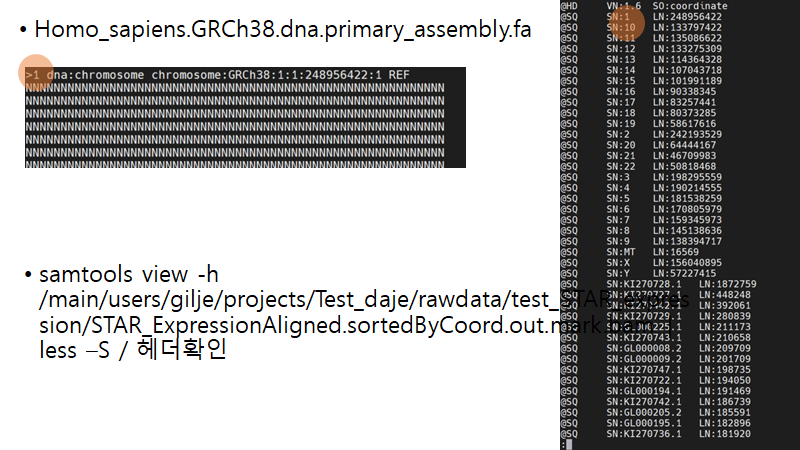 • Homo_sapiens.GRCh38.dna.primary_assembly.fa
>1 dna:chromosome chromosome:GRCh38:1:1:248956422:1 REF
NNNNNNNNNNNNNNNNNNNNNNNNNNNNNNNNNNNNNNNNNNNNNNNNNNNNNNNNNNNN
NNNNNNNNNNNNNNNNNNNNNNNNNNNNNNNNNNNNNNNNNNNNNNNNNNNNNNNNNNNN
NNNNNNNNNNNNNNNNNNNNNNNNNNNNNNNNNNNNNNNNNNNNNNNNNNNNNNNNNNNN
NNNNNNNNNNNNNNNNNNNNNNNNNNNNNNNNNNNNNNNNNNNNNNNNNNNNNNNNNNNN
NNNNNNNNNNNNNNNNNNNNNNNNNNNNNNNNNNNNNNNNNNNNNNNNNNNNNNNNNNNN
NNNNNNNNNNNNNNNNNNNNNNNNNNNNNNNNNNNNNNNNNNNNNNNNNNNNNNNNNNNN
NNNNNNNNNNNNNNNNNNNNNNNNNNNNNNNNNNNNNNNNNNNNNNNNNNNNNNNNNNNN
• samtools view -h
/main/users/gilje/projects/Test_daje/rawdata/test_STAR
sion/STAR_ExpressionAligned.sortedByCoord.out.mark
less –S / 헤더확인
@HD VN:1.6 SO:coordinate
@SQ SN:1 LN:248956422
@SQ SN:10 LN:133797422
@SQ SN:11 LN:135086622
@SQ SN:12 LN:133275309
@SQ SN:13 LN:114364328
@SQ SN:14 LN:107043718
@SQ SN:15 LN:101991189
@SQ SN:16 LN:90338345
@SQ SN:17 LN:83257441
@SQ SN:18 LN:80373285
@SQ SN:19 LN:58617616
@SQ SN:2 LN:242193529
@SQ SN:20 LN:64444167
@SQ SN:21 LN:46709983
@SQ SN:22 LN:50818468
@SQ SN:3 LN:198295559
@SQ SN:4 LN:190214555
@SQ SN:5 LN:181538259
@SQ SN:6 LN:170805979
@SQ SN:7 LN:159345973
@SQ SN:8 LN:145138636
@SQ SN:9 LN:138394717
@SQ SN:MT LN:16569
@SQ SN:X LN:156040895
@SQ SN:Y LN:57227415
@SQ SN:KI270728.1 LN:1872759
@SQ SN:KI270727.1 LN:448248
@SQ SN:KI270442.1 LN:392061
@SQ SN:KI270729.1 LN:280839
@SQ SN:GL000225.1 LN:211173
@SQ SN:KI270743.1 LN:210658
@SQ SN:GL000008.2 LN:209709
@SQ SN:GL000009.2 LN:201709
@SQ SN:KI270747.1 LN:198735
@SQ SN:KI270722.1 LN:194050
@SQ SN:GL000194.1 LN:191469
@SQ SN:KI270742.1 LN:186739
@SQ SN:GL000205.2 LN:185591
@SQ SN:GL000195.1 LN:182896
@SQ SN:KI270736.1 LN:181920
: